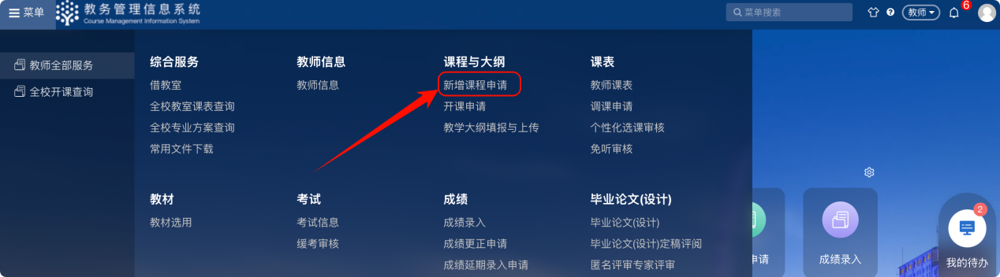 菜单
教务管理信息系统
Course Management Information System
菜单搜索
教师
6
教师全部服务
全校开课查询
综合服务
借教室
全校教室课表查询
全校专业方案查询
常用文件下载
教师信息
教师信息
课程与大纲
新增课程申请
开课申请
教学大纲填报与上传
课表
教师课表
调课申请
个性化选课审核
免听审核
教材
教材选用
考试
考试信息
缓考审核
成绩
成绩录入
成绩更正申请
成绩延期录入申请
毕业论文(设计)
毕业论文(设计)
毕业论文(设计)定稿评阅
匿名评审专家评审
申请
成绩录入
2
我的待办